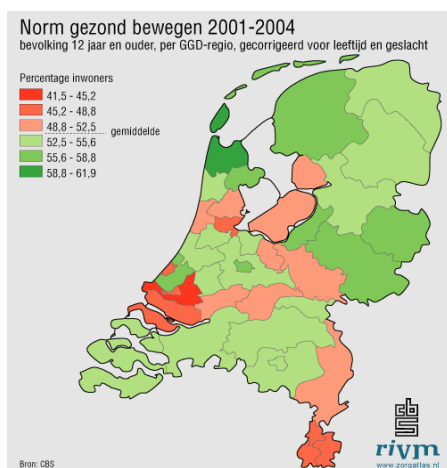 Norm gezond bewegen 2001-2004
bevolking 12 jaar en ouder, per GGD-regio, gecorrigeerd voor leeftijd en geslacht
Percentage inwoners
41,5 - 45,2
45,2 - 48,8
48,8 - 52,5
gemiddelde
52,5 - 55,6
55,6 - 58,8
58,8 - 61,9
Bron: CBS
cbs
rivm
www.zorgatlas.nl